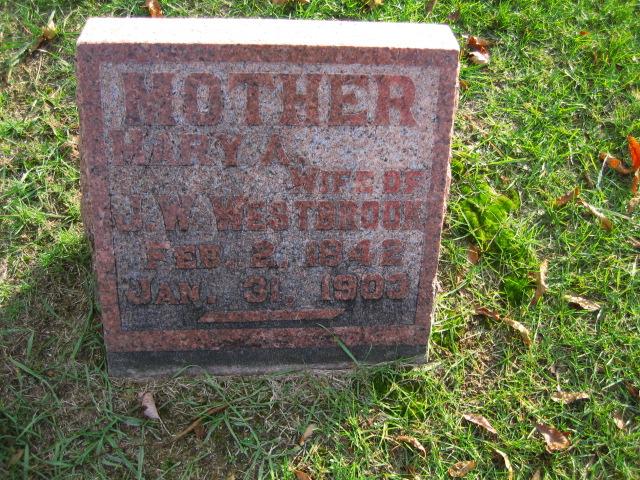 MOTHER
MARY A.
WIFE OF
J. W. WESTBROOK
FEB. 2, 1842
JAN. 31, 1903